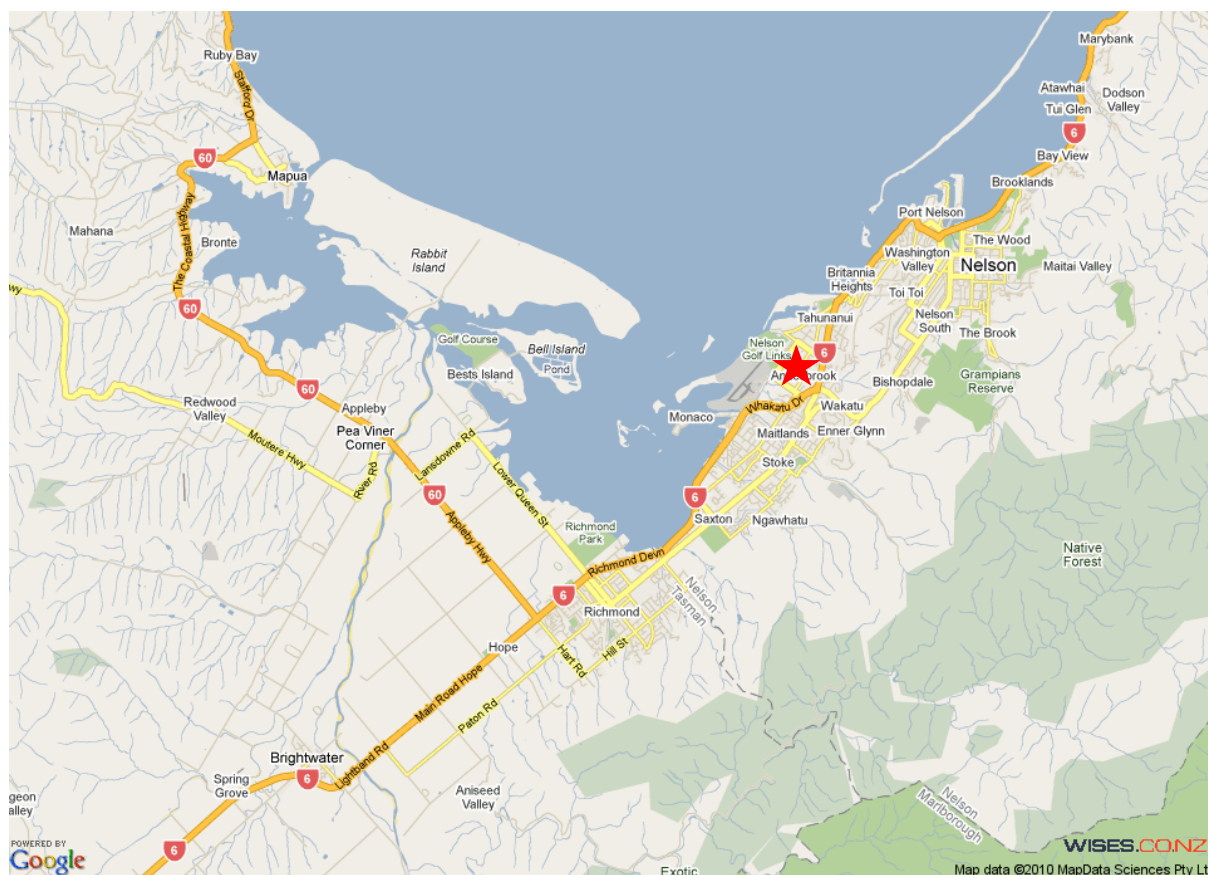 Ruby Bay
Stafford Dr
60
Mapua
Mahana
Bronte
The Coastal Highway
Rabbit
Island
60
Golf Course
Bell Island
Pond
Bests Island
60
Redwood
Valley
Appleby
Pea Viner
Corner
Moutere Hwy
River Rd
Lansdowne Rd
Lower Queen St
60
Appleby Hwy
Richmond
Park
Richmond Devn
6
Richmond
Hope
Hart Rd
Hill St
Main Road Hope
Paton Rd
Brightwater
6
Lightband Rd
Spring
Grove
Aniseed
Valley
6
Marybank
Atawhai
Dodson
Valley
Tui Glen
6
Bay View
Brooklands
Port Nelson
The Wood
Washington
Valley
Nelson
Maitai Valley
Britannia
Heights
Toi Toi
Tahunanui
Nelson
South
The Brook
Nelson
Golf Links
6
Bishopdale
Grampians
Reserve
Whakatu Dr
Wakatu
Monaco
Maitlands
Enner Glynn
Stoke
6
Saxton
Ngawhatu
Native
Forest
Nelson
Tasman
Nelson
Marlborough
Exotic
POWERED BY
Google
WISES.CO.NZ
Map data ©2010 MapData Sciences Pty Lt